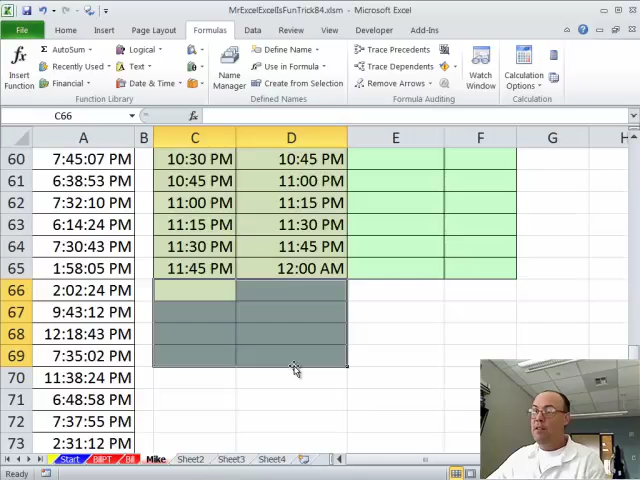 MrExcelExcelIsFunTrick84.xlsm - Microsoft Excel
File Home Insert Page Layout Formulas Data Review View Developer Add-Ins
fx Insert Function
AutoSum Logical
Recently Used Text
Financial Date & Time
Function Library
Name Manager
Define Name
Use in Formula
Create from Selection
Defined Names
Trace Precedents
Trace Dependents
Remove Arrows
Formula Auditing
Watch Window
Calculation Options
Calculation
C66 fx
A B C D E F G H
60 7:45:07 PM 10:30 PM 10:45 PM
61 6:38:53 PM 10:45 PM 11:00 PM
62 7:32:10 PM 11:00 PM 11:15 PM
63 6:14:24 PM 11:15 PM 11:30 PM
64 7:30:43 PM 11:30 PM 11:45 PM
65 1:58:05 PM 11:45 PM 12:00 AM
66 2:02:24 PM
67 9:43:12 PM
68 12:18:43 PM
69 7:35:02 PM
70 11:38:24 PM
71 6:48:58 PM
72 7:37:55 PM
73 2:31:12 PM
Start BillPT Bill Mike Sheet2 Sheet3 Sheet4
Ready